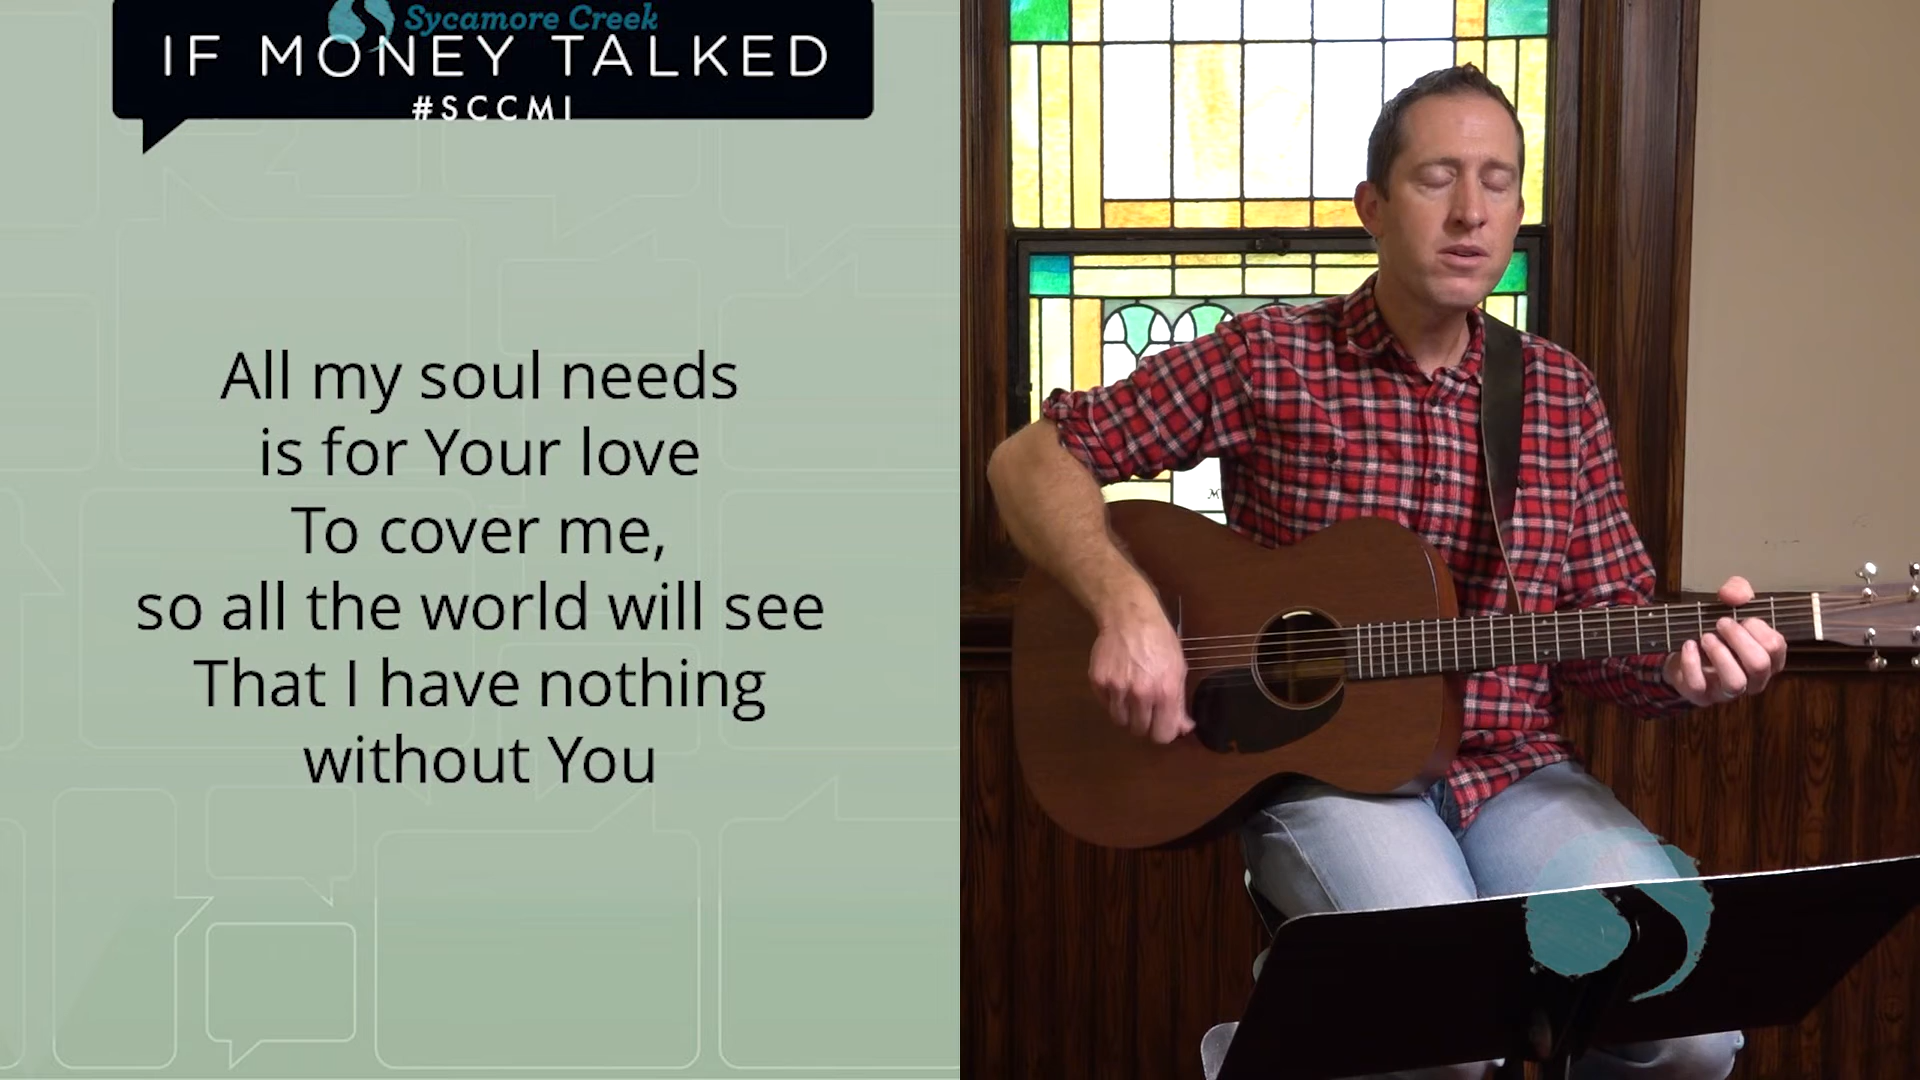 Sycamore Creek
IF MONEY TALKED
#SCCMI
All my soul needs
is for Your love
To cover me,
so all the world will see
That I have nothing
without You